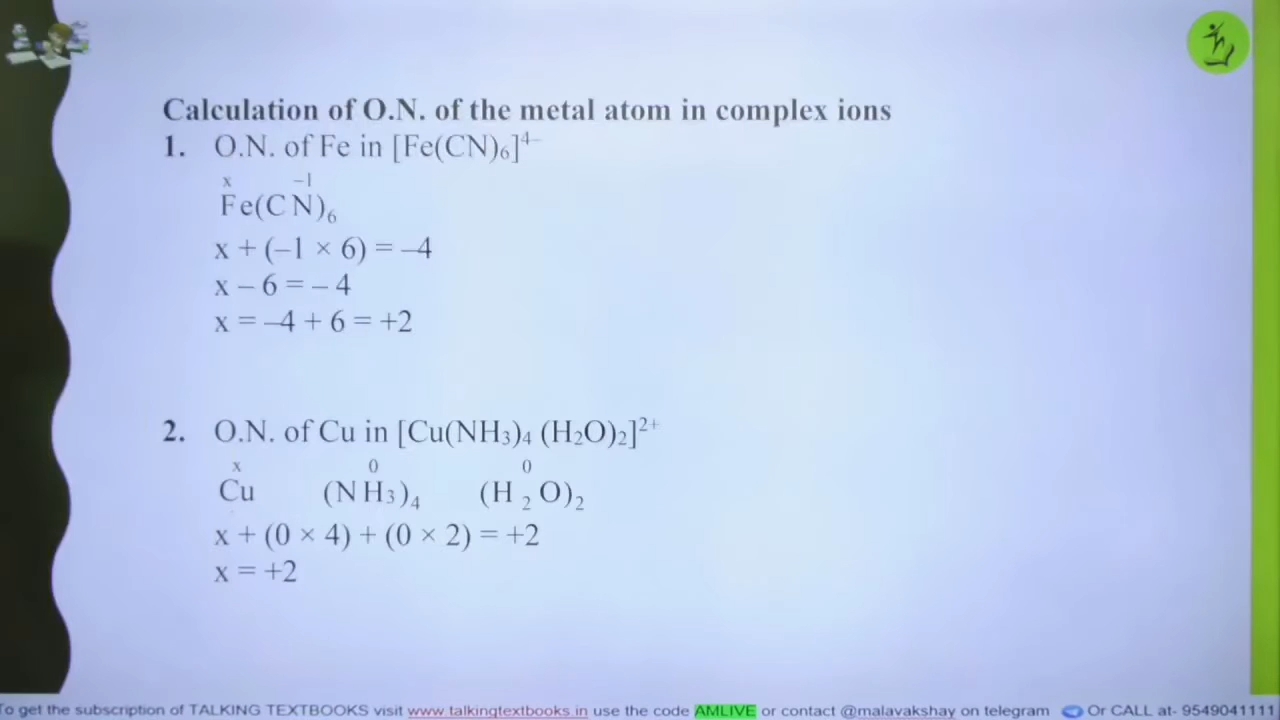 Calculation of O.N. of the metal atom in complex ions
1. O.N. of Fe in [Fe(CN)₆]⁴⁻
x −1
Fe(CN)₆
x + (−1 × 6) = −4
x − 6 = − 4
x = −4 + 6 = +2
2. O.N. of Cu in [Cu(NH₃)₄ (H₂O)₂]²⁺
x 0 0
Cu (NH₃)₄ (H₂O)₂
x + (0 × 4) + (0 × 2) = +2
x = +2
To get the subscription of TALKING TEXTBOOKS visit www.talkingtextbooks.in use the code AMLIVE or contact @malavakshay on telegram Or CALL at- 9549041111